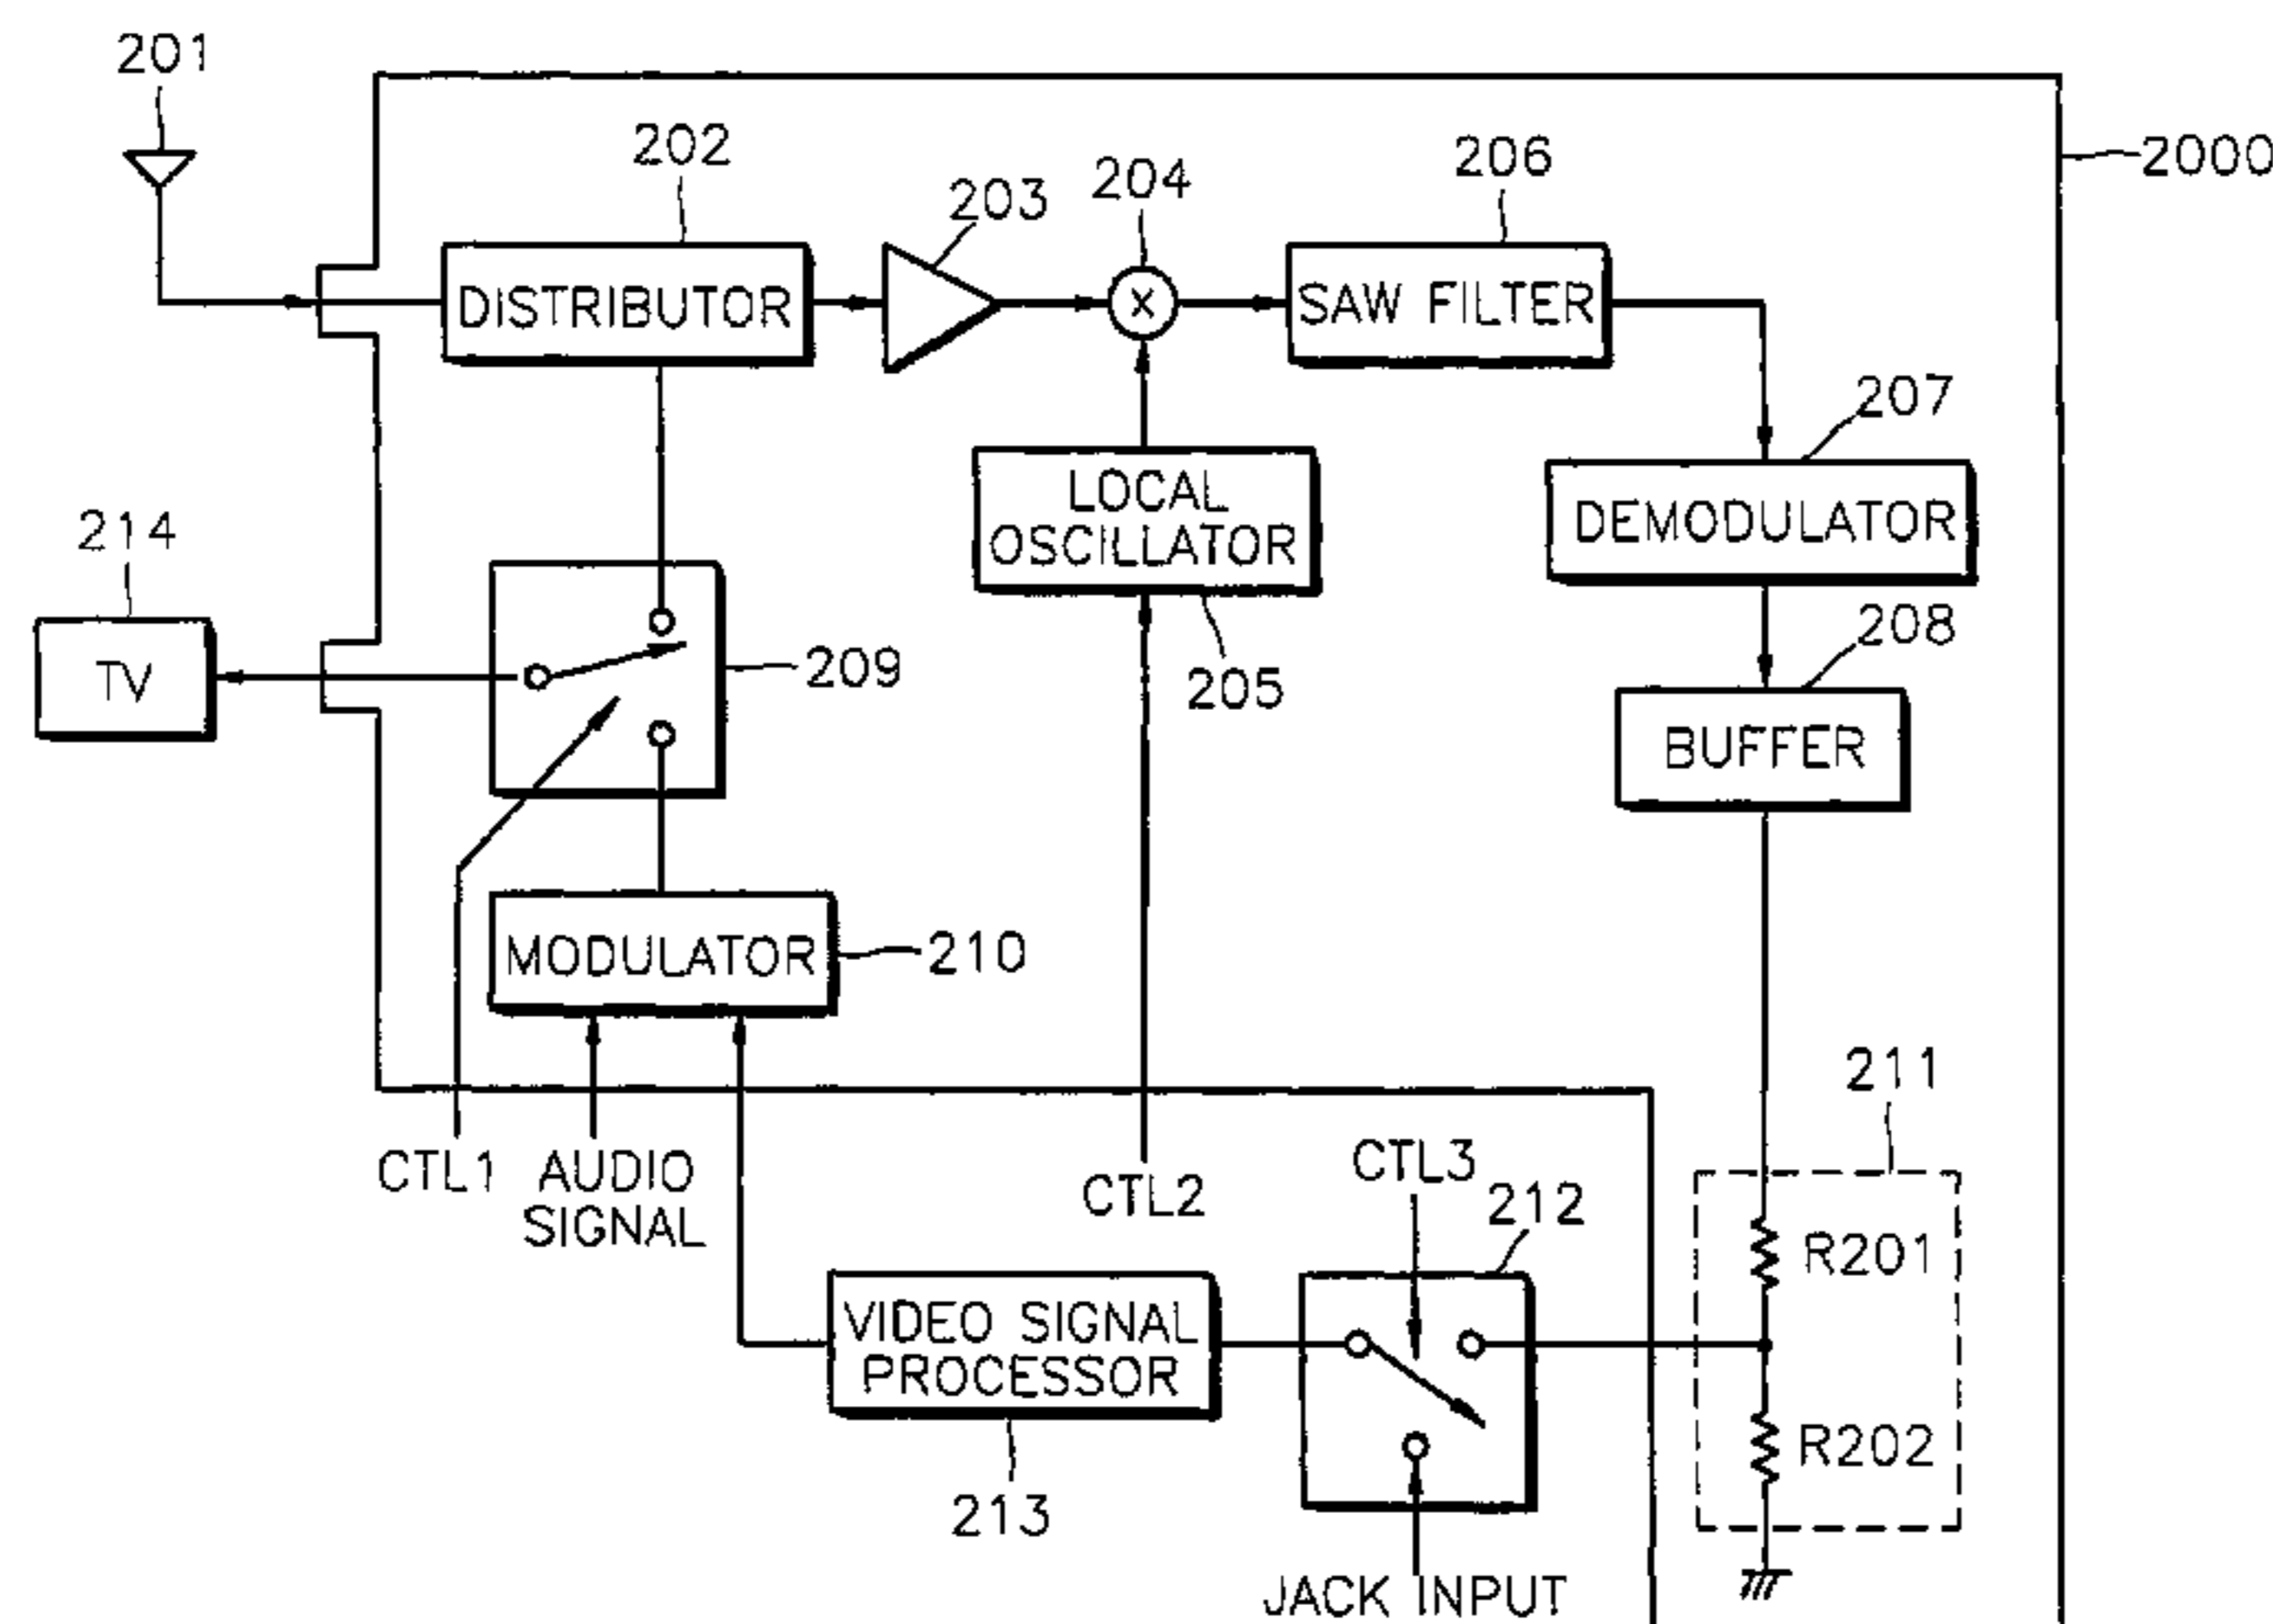 201
202
206
2000
204
203
DISTRIBUTOR
X
SAW FILTER
207
214
LOCAL
OSCILLATOR
DEMODULATOR
208
TV
209
205
BUFFER
MODULATOR
210
211
CTL1
AUDIO
SIGNAL
CTL2
CTL3
212
R201
VIDEO SIGNAL
PROCESSOR
R202
213
JACK INPUT